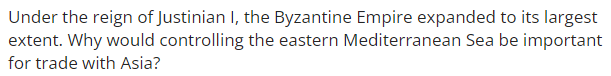 Under the reign of Justinian I, the Byzantine Empire expanded to its largest
extent. Why would controlling the eastern Mediterranean Sea be important
for trade with Asia?